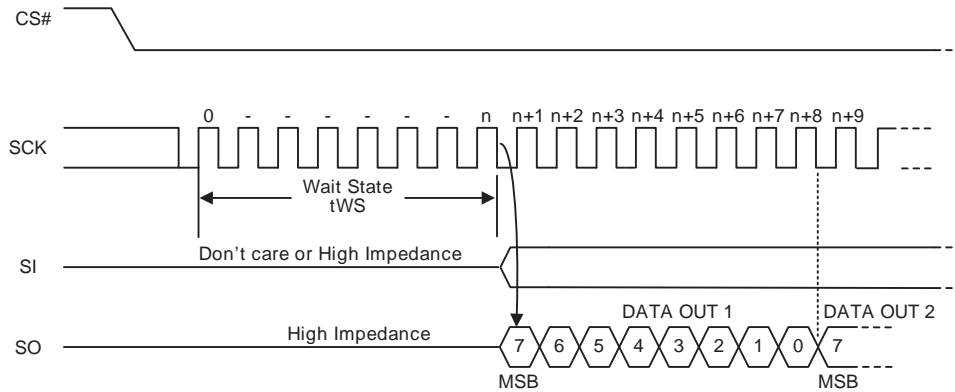 CS#
0 - - - - - - n n+1 n+2 n+3 n+4 n+5 n+6 n+7 n+8 n+9
SCK
Wait State
tWS
Don't care or High Impedance
SI
DATA OUT 1 DATA OUT 2
High Impedance
SO
7 6 5 4 3 2 1 0 7
MSB MSB